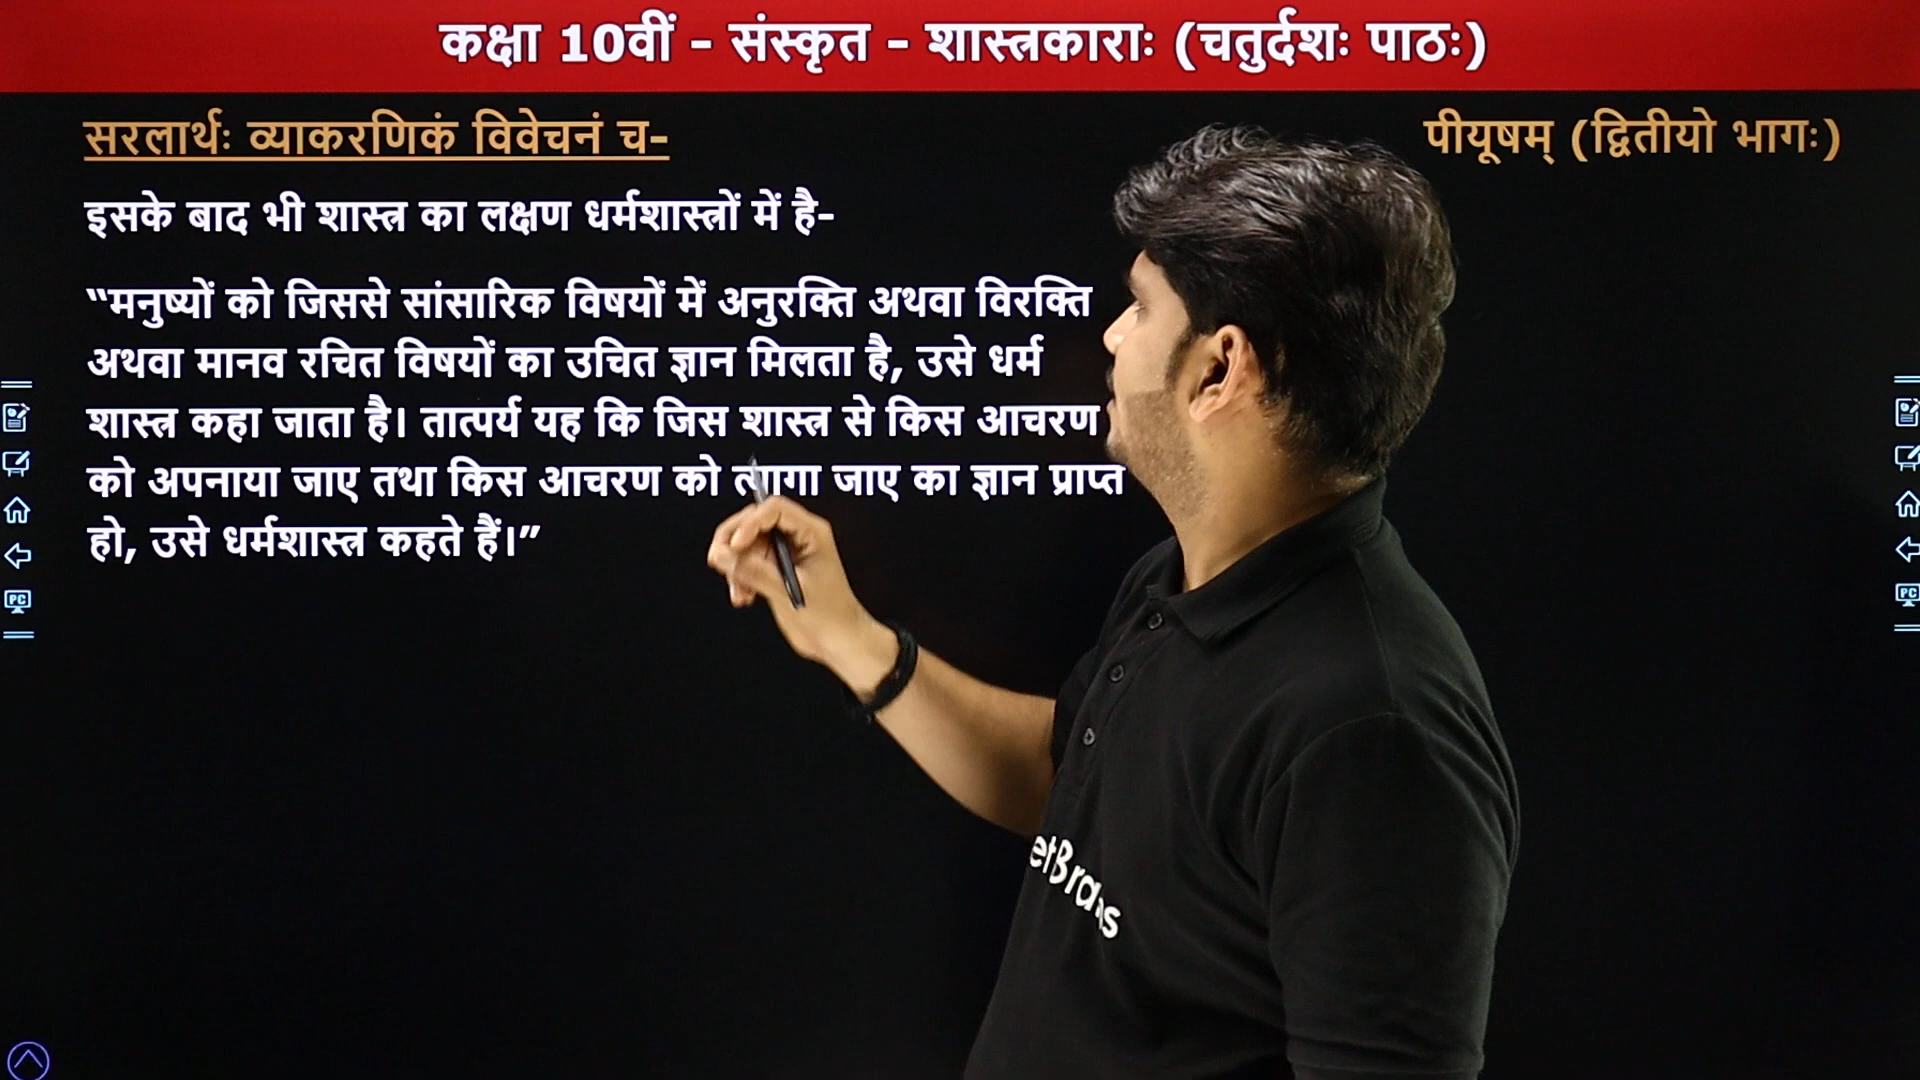 कक्षा 10वीं - संस्कृत - शास्त्रकाराः (चतुर्दशः पाठः)
सरलार्थः व्याकरणिकं विवेचनं च-
पीयूषम् (द्वितीयो भागः)
इसके बाद भी शास्त्र का लक्षण धर्मशास्त्रों में है-
“मनुष्यों को जिससे सांसारिक विषयों में अनुरक्ति अथवा विरक्ति
अथवा मानव रचित विषयों का उचित ज्ञान मिलता है, उसे धर्म
शास्त्र कहा जाता है। तात्पर्य यह कि जिस शास्त्र से किस आचरण
को अपनाया जाए तथा किस आचरण को त्यागा जाए का ज्ञान प्राप्त
हो, उसे धर्मशास्त्र कहते हैं।”
PC
PC